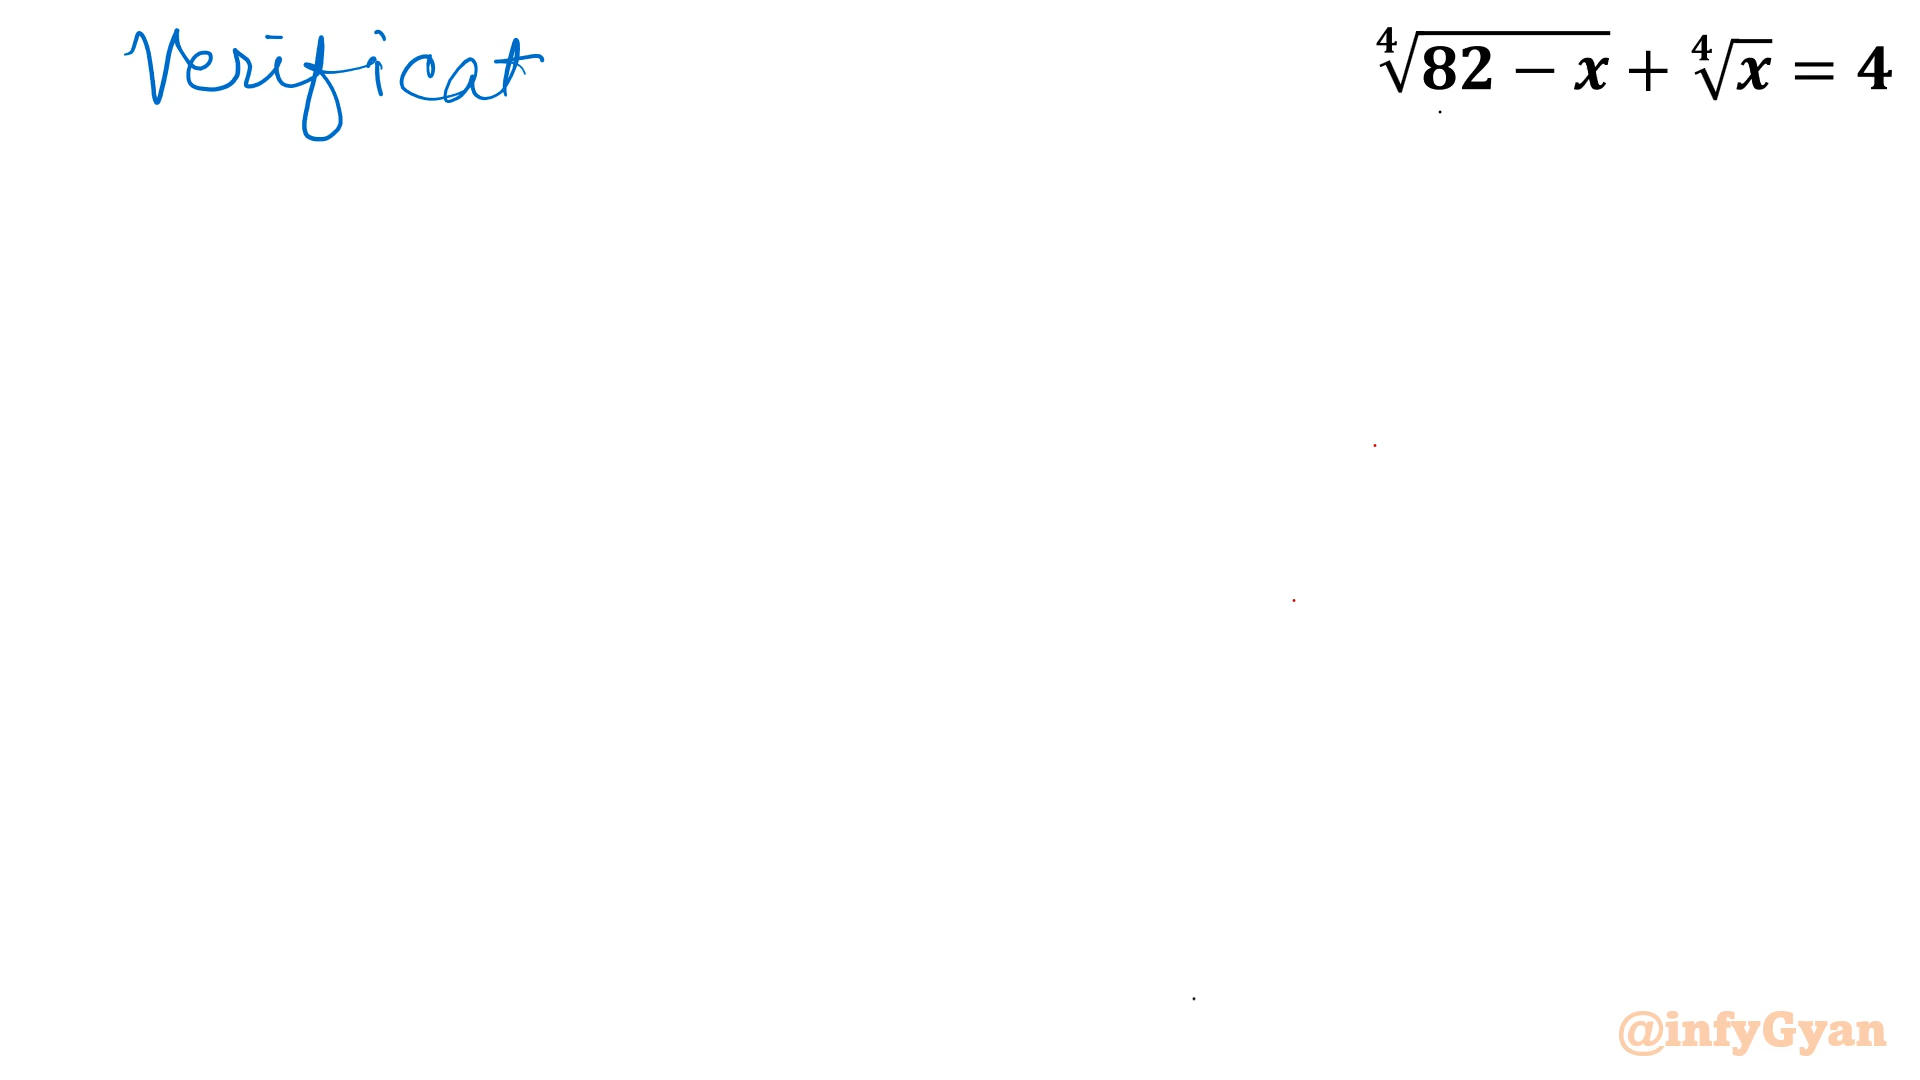 Verificat
∜(82 − x) + ∜x = 4
@infyGyan